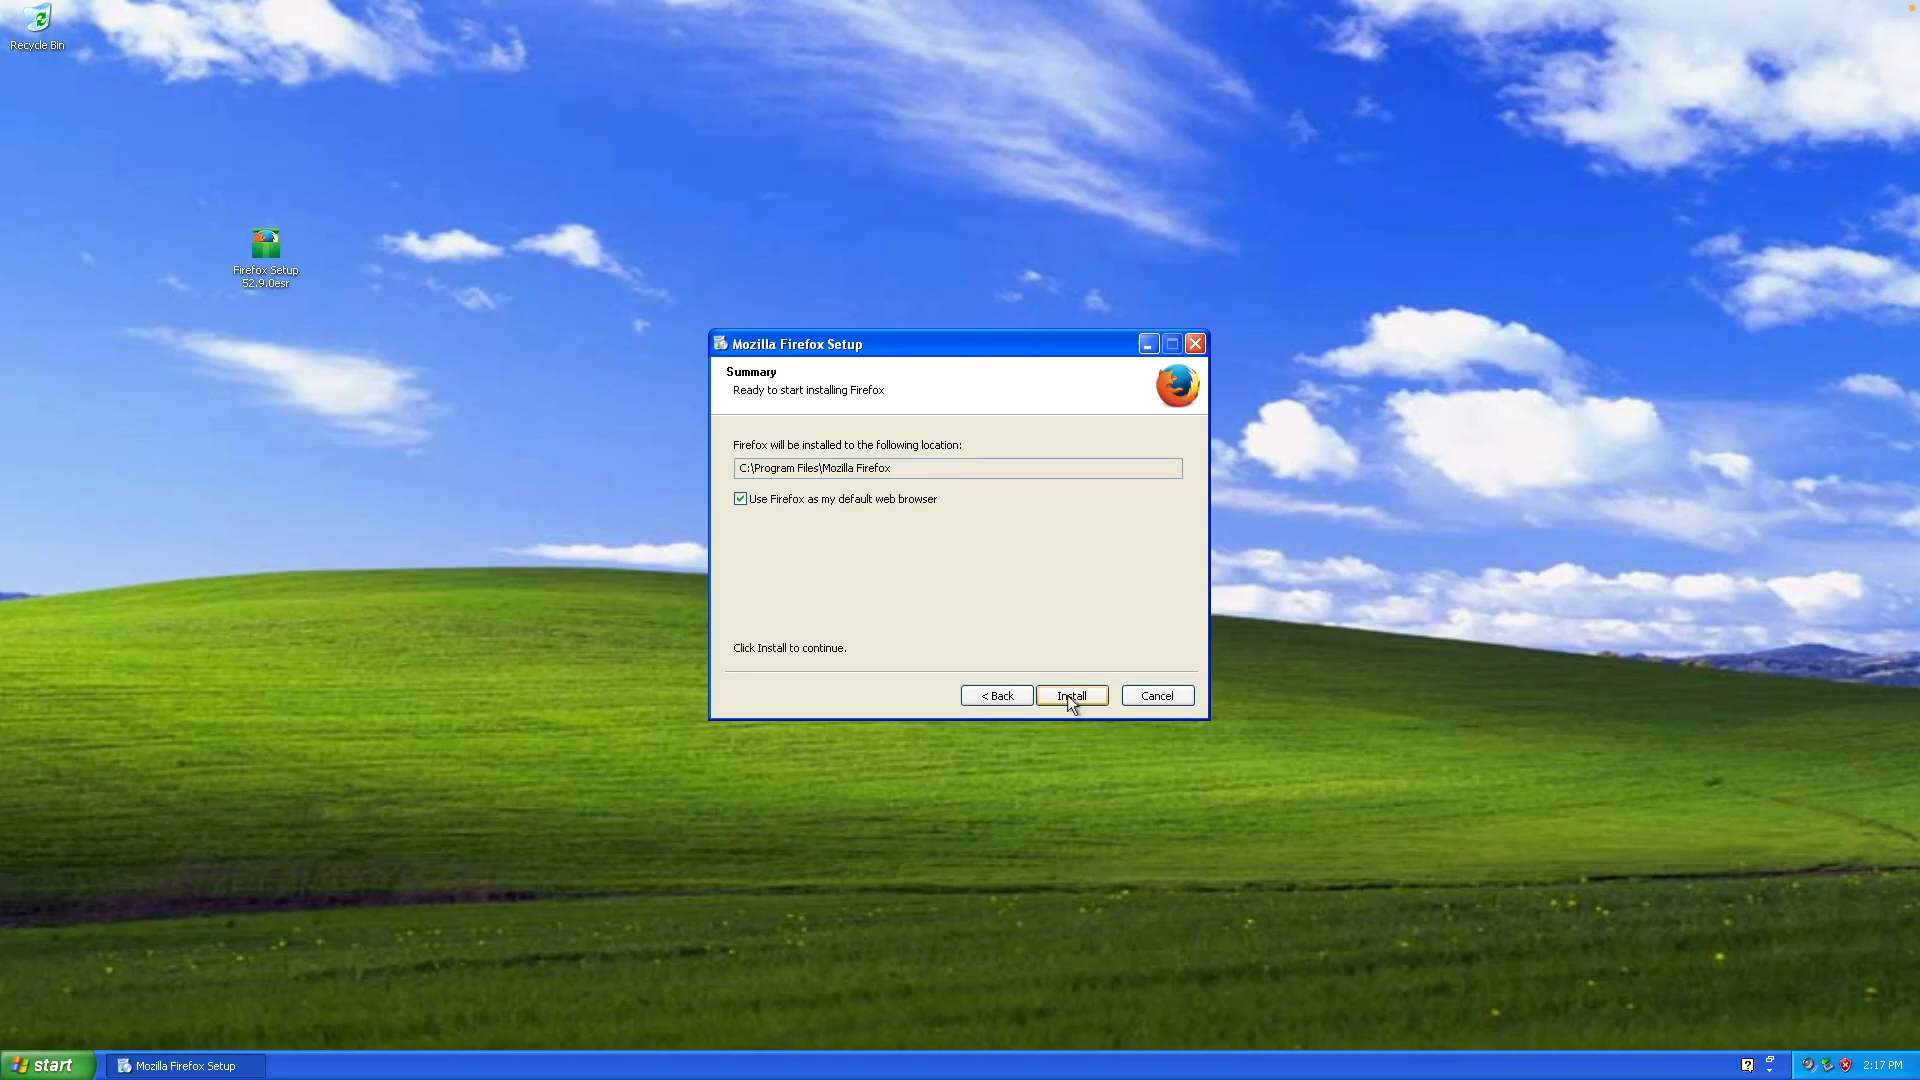 Recycle Bin
Firefox Setup
52.9.0esr
Mozilla Firefox Setup
Summary
Ready to start installing Firefox
Firefox will be installed to the following location:
C:\Program Files\Mozilla Firefox
Use Firefox as my default web browser
Click Install to continue.
< Back Install Cancel
start Mozilla Firefox Setup 2:17 PM